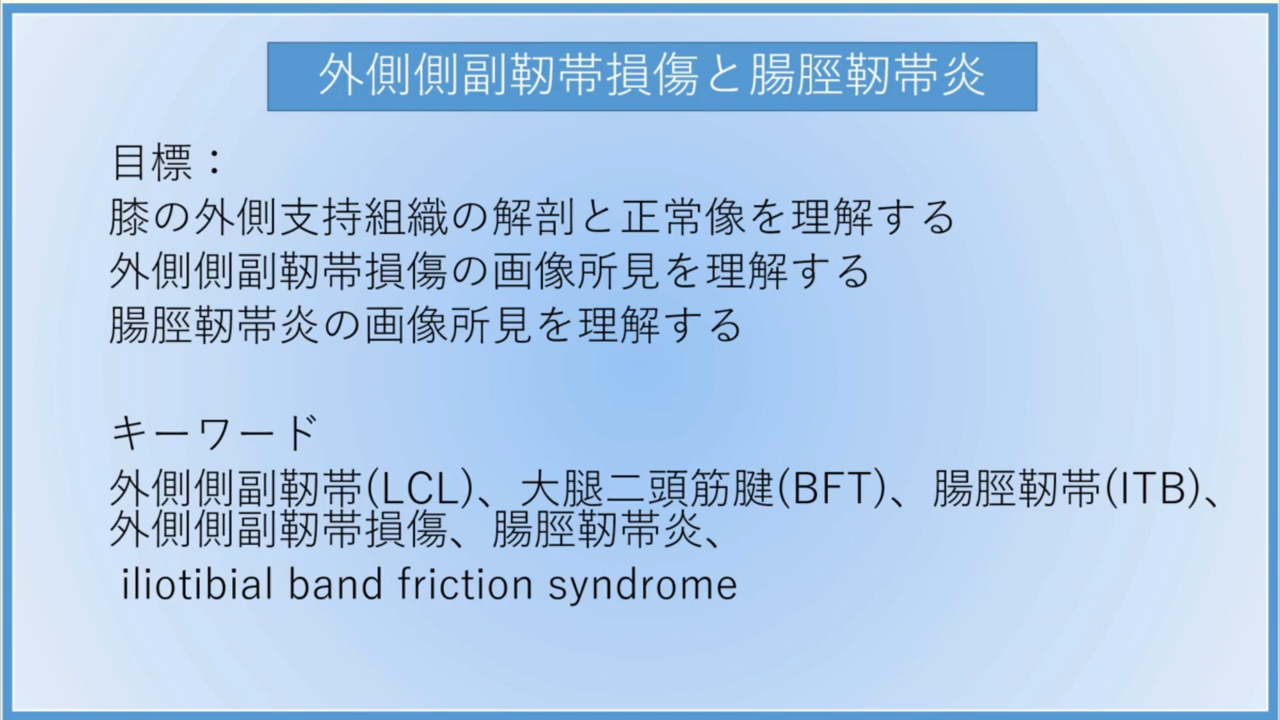 外側側副靭帯損傷と腸脛靭帯炎
目標：
膝の外側支持組織の解剖と正常像を理解する
外側側副靭帯損傷の画像所見を理解する
腸脛靭帯炎の画像所見を理解する
キーワード
外側側副靭帯(LCL)、大腿二頭筋腱(BFT)、腸脛靭帯(ITB)、
外側側副靭帯損傷、腸脛靭帯炎、
iliotibial band friction syndrome